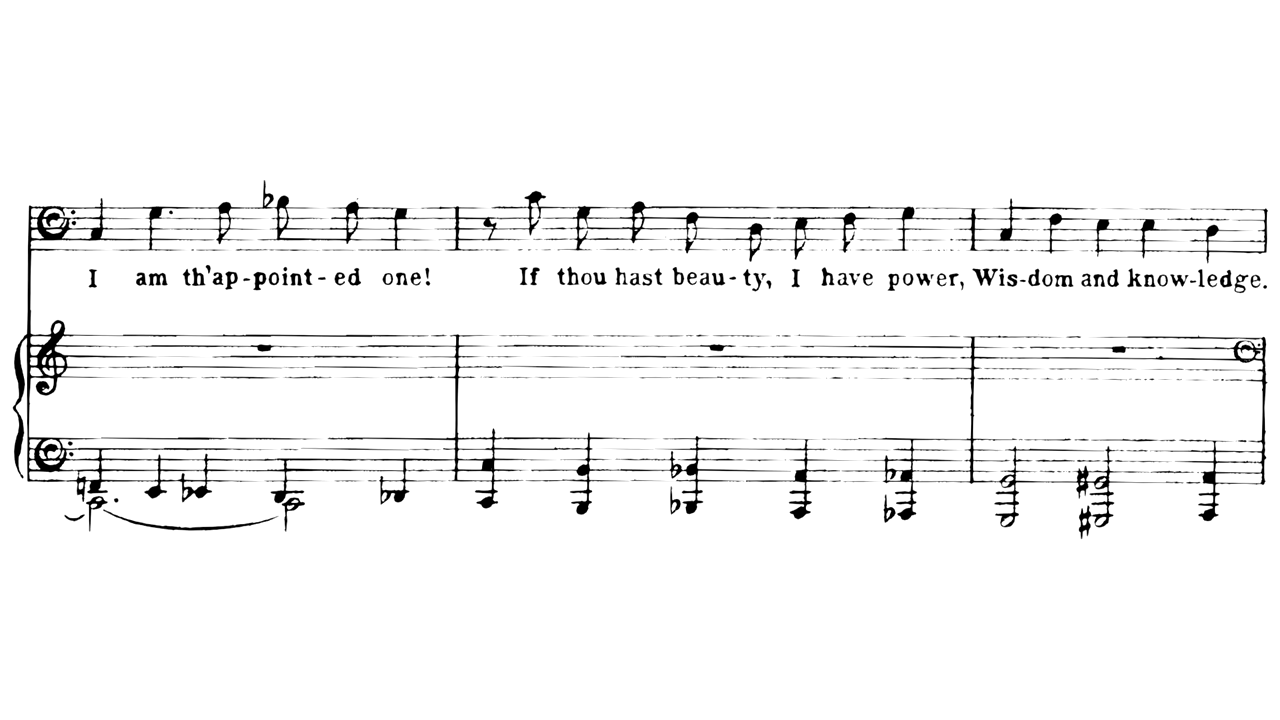 I am th'ap-point-ed one! If thou hast beau-ty, I have power, Wis-dom and know-ledge.